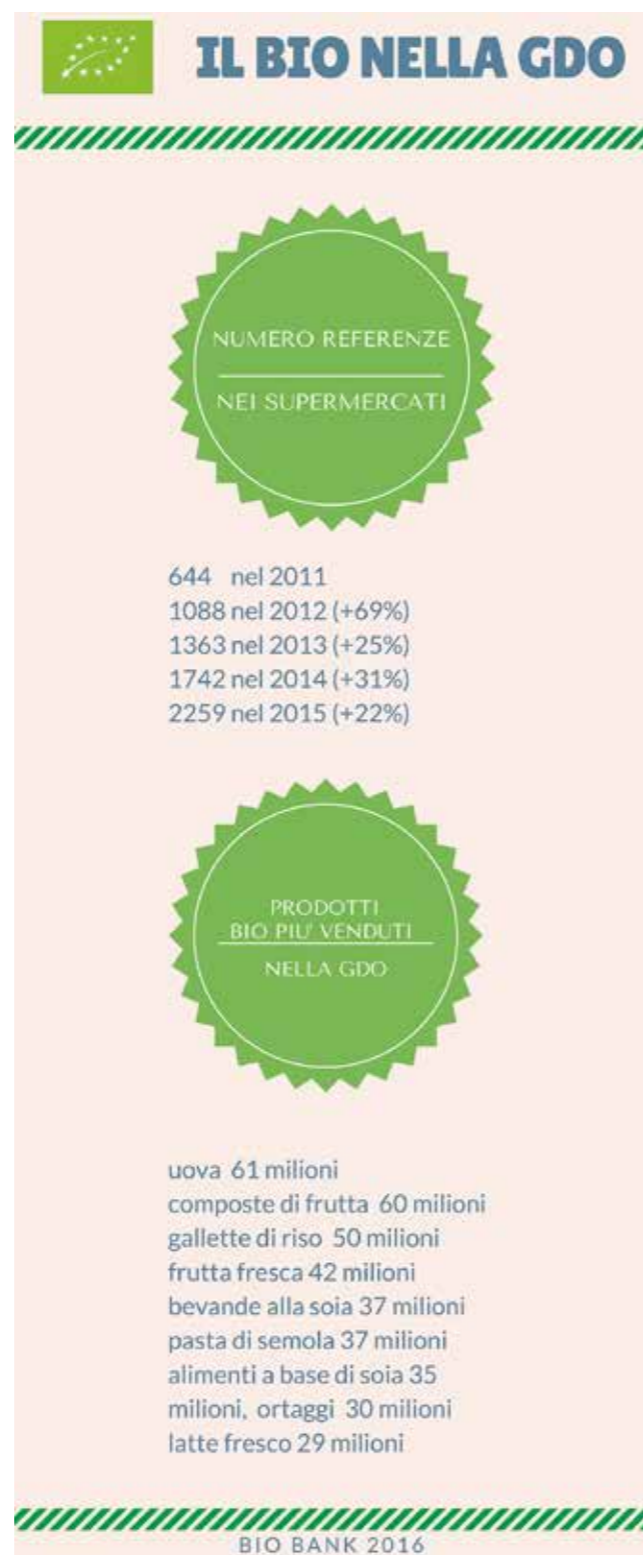 IL BIO NELLA GDO
NUMERO REFERENZE
NEI SUPERMERCATI
644 nel 2011
1088 nel 2012 (+69%)
1363 nel 2013 (+25%)
1742 nel 2014 (+31%)
2259 nel 2015 (+22%)
PRODOTTI
BIO PIU' VENDUTI
NELLA GDO
uova 61 milioni
composte di frutta 60 milioni
gallette di riso 50 milioni
frutta fresca 42 milioni
bevande alla soia 37 milioni
pasta di semola 37 milioni
alimenti a base di soia 35
milioni, ortaggi 30 milioni
latte fresco 29 milioni
BIO BANK 2016